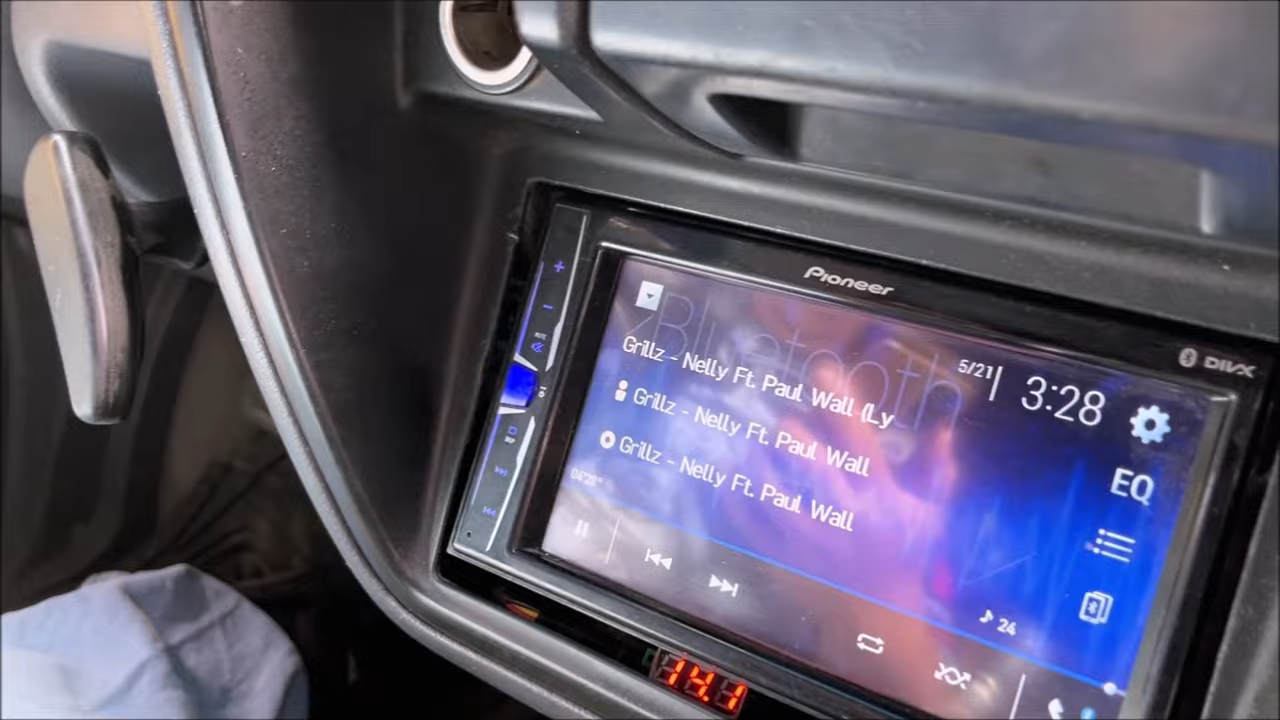 Pioneer
DIVX
Bluetooth
5/21
3:28
Grillz - Nelly Ft. Paul Wall (Ly
Grillz - Nelly Ft. Paul Wall
Grillz - Nelly Ft. Paul Wall
EQ
24
14.1